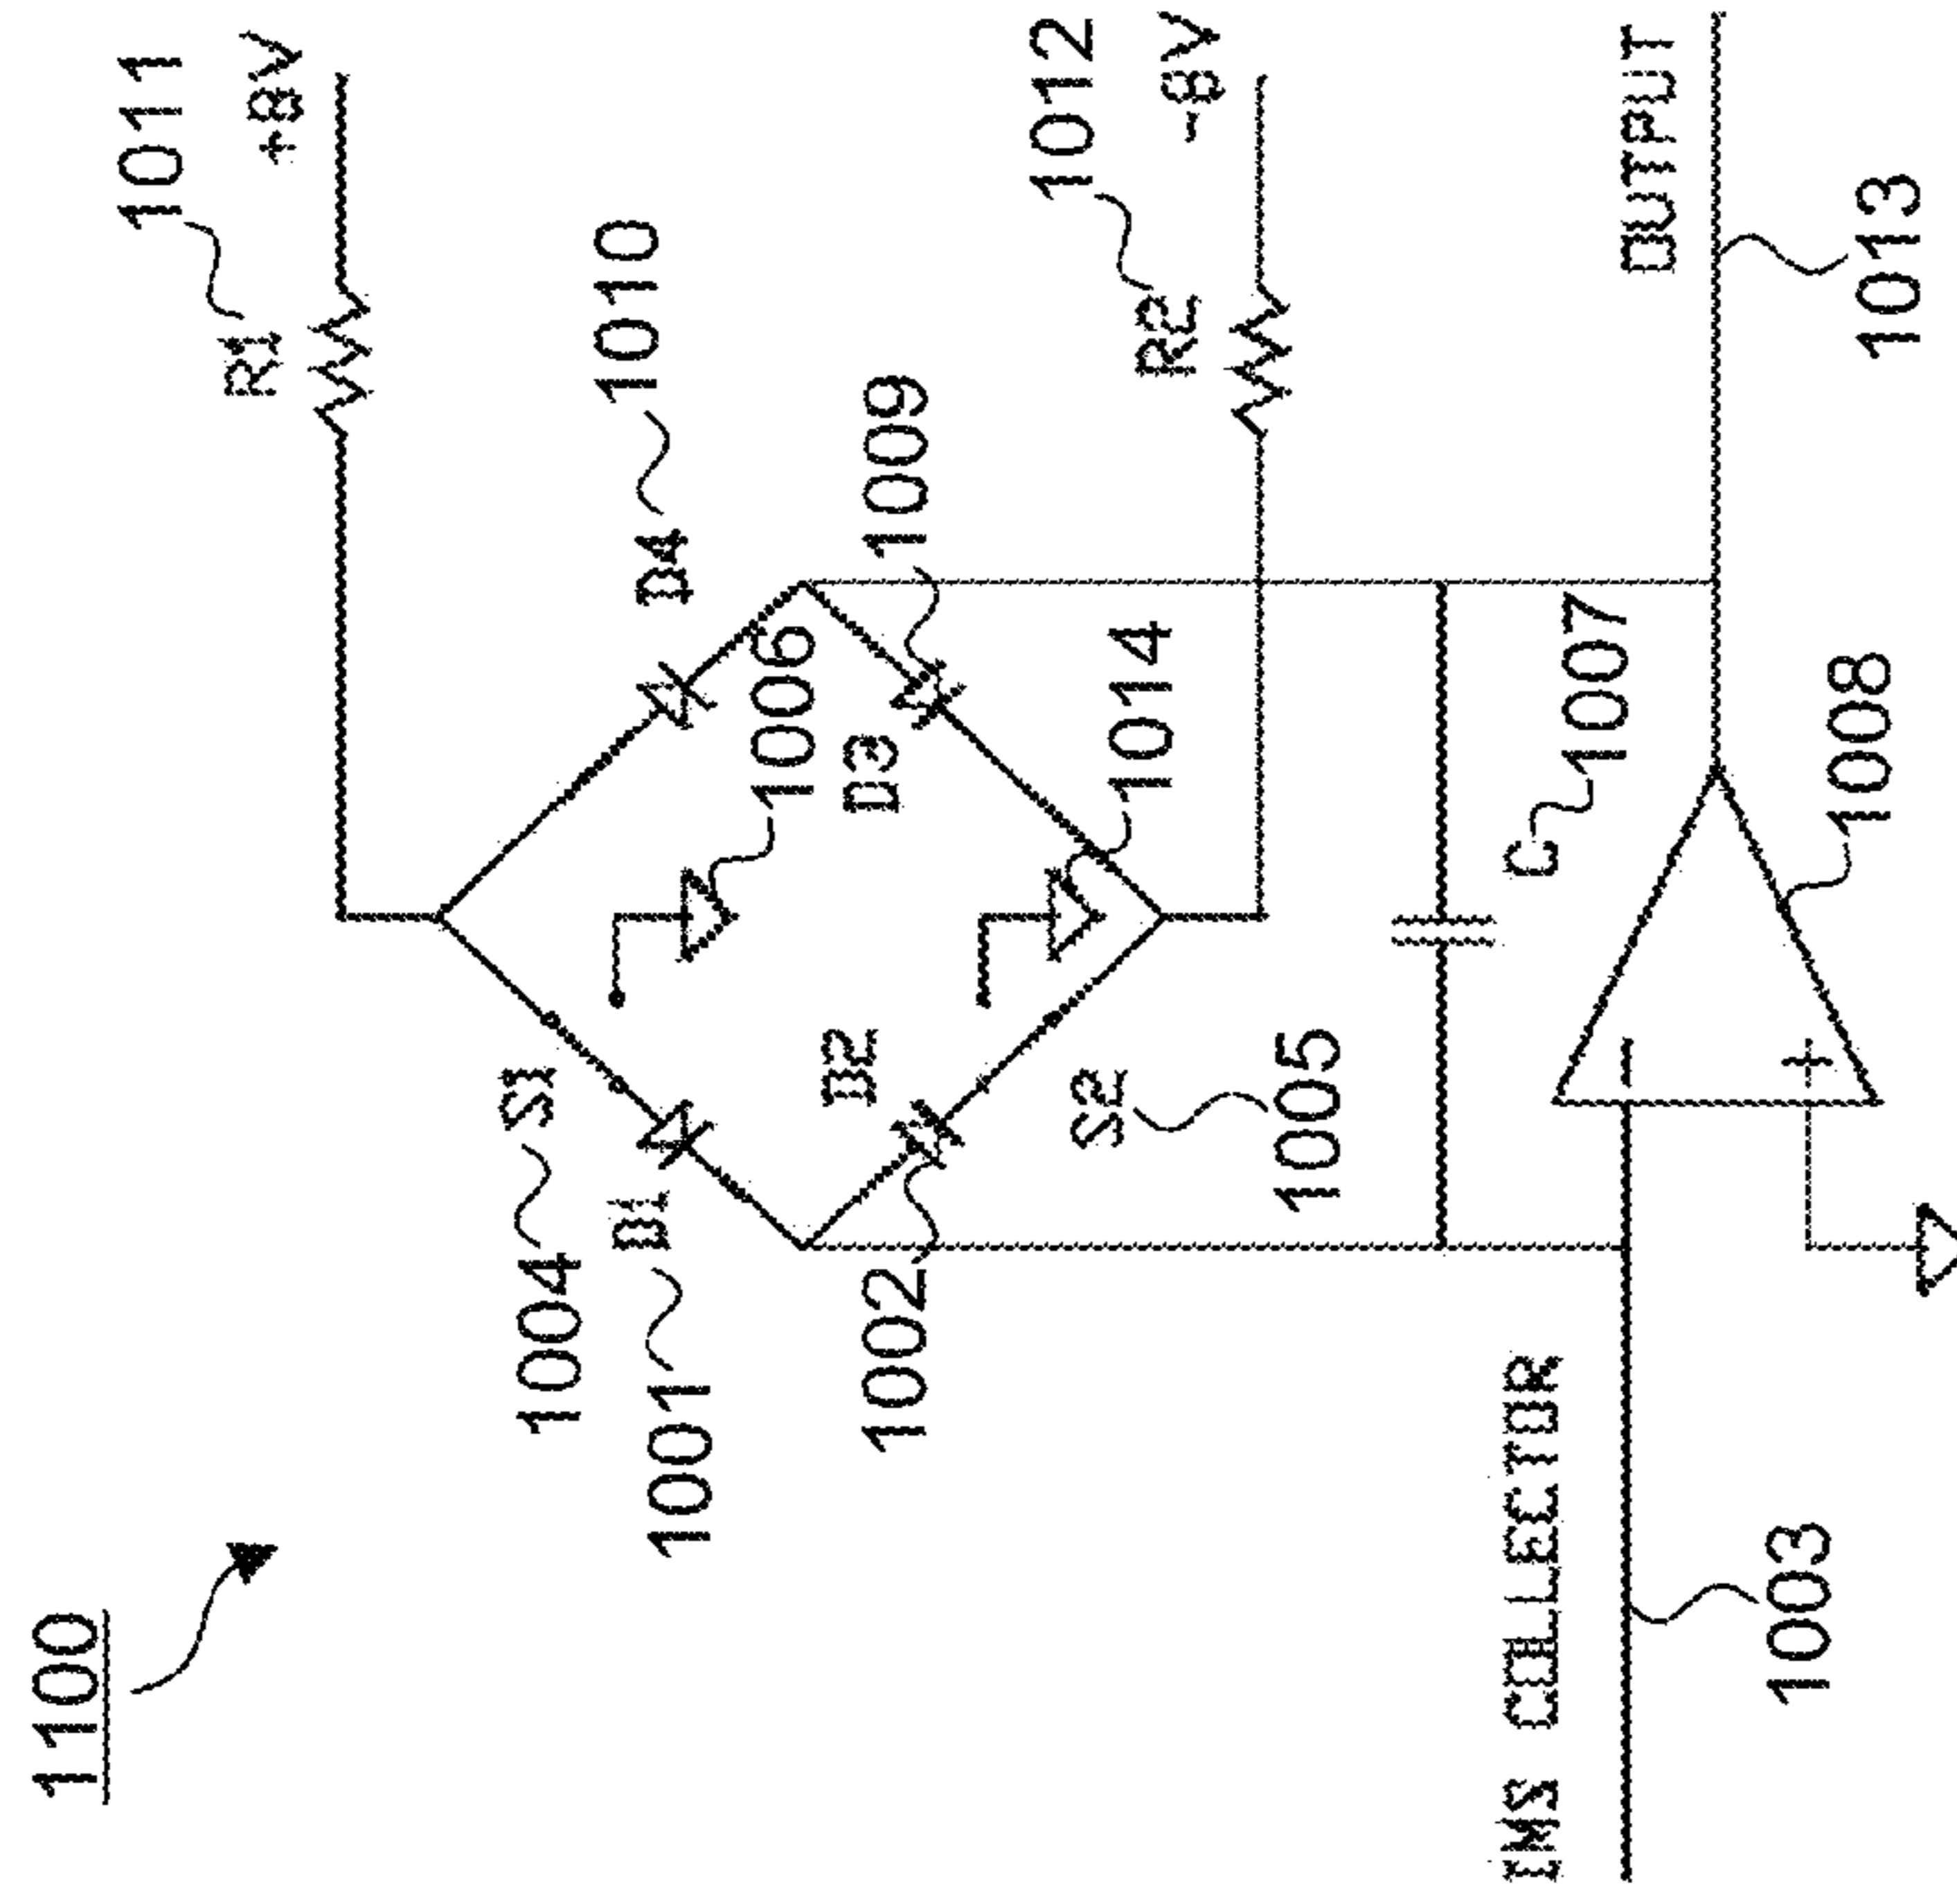 1100
1011
R1
+8V
S1
1004
1010
D1
D4
1001
1006
D2
D3
1002
1009
1012
S2
1014
R2
-8V
1005
IMS COLLECTOR
C
1007
-
OUTPUT
1003
+
1008
1013